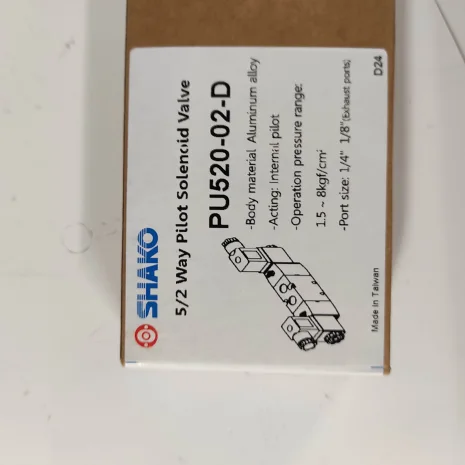 SHAKO
5/2 Way Pilot Solenoid Valve
PU520-02-D
-Body material: Aluminum alloy
-Acting: Internal pilot
-Operation pressure range:
1.5 ~ 8kgf/cm²
-Port size: 1/4" 1/8"(Exhaust ports)
Made in Taiwan
D24